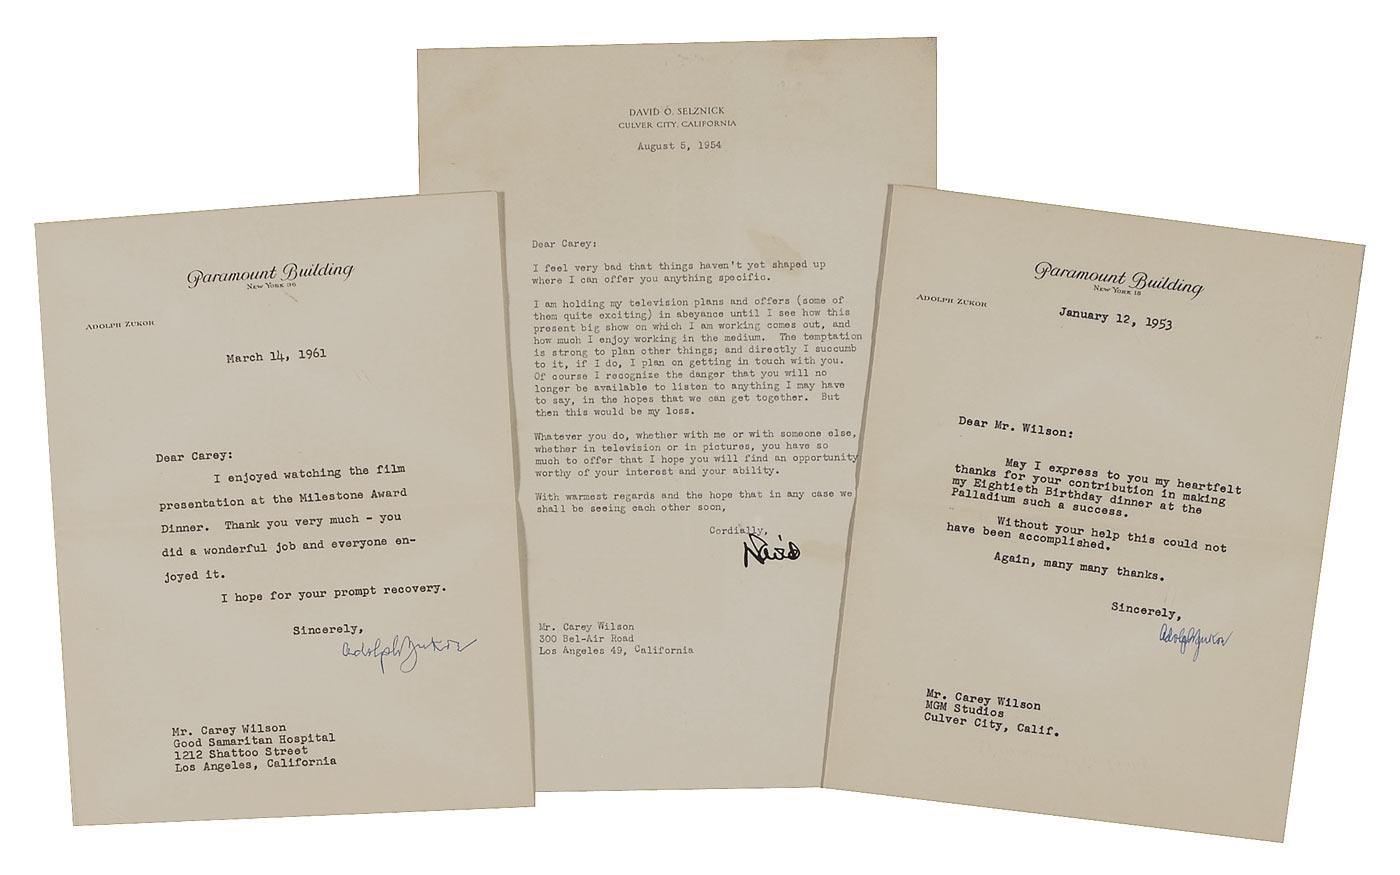 Paramount Building
New York 36
Adolph Zukor
March 14, 1961
Dear Carey:
I enjoyed watching the film
presentation at the Milestone Award
Dinner. Thank you very much - you
did a wonderful job and everyone en-
joyed it.
I hope for your prompt recovery.
Sincerely,
Adolph Zukor
Mr. Carey Wilson
Good Samaritan Hospital
1212 Shattoo Street
Los Angeles, California
DAVID O. SELZNICK
CULVER CITY, CALIFORNIA
August 5, 1954
Dear Carey:
I feel very bad that things haven't yet shaped up
where I can offer you anything specific.
I am holding my television plans and offers (some of
them quite exciting) in abeyance until I see how this
present big show on which I am working comes out, and
how much I enjoy working in the medium. The temptation
is strong to plan other things; and directly I succumb
to it, if I do, I plan on getting in touch with you.
Of course I recognize the danger that you will no
longer be available to listen to anything I may have
to say, in the hopes that we can get together. But
then this would be my loss.
Whatever you do, whether with me or with someone else,
whether in television or in pictures, you have so
much to offer that I hope you will find an opportunity
worthy of your interest and your ability.
With warmest regards and the hope that in any case we
shall be seeing each other soon,
Cordially,
David
Mr. Carey Wilson
300 Bel-Air Road
Los Angeles 49, California
Paramount Building
New York 18
Adolph Zukor
January 12, 1953
Dear Mr. Wilson:
May I express to you my heartfelt
thanks for your contribution in making
my Eightieth Birthday dinner at the
Palladium such a success.
Without your help this could not
have been accomplished.
Again, many many thanks.
Sincerely,
Adolph Zukor
Mr. Carey Wilson
MGM Studios
Culver City, Calif.